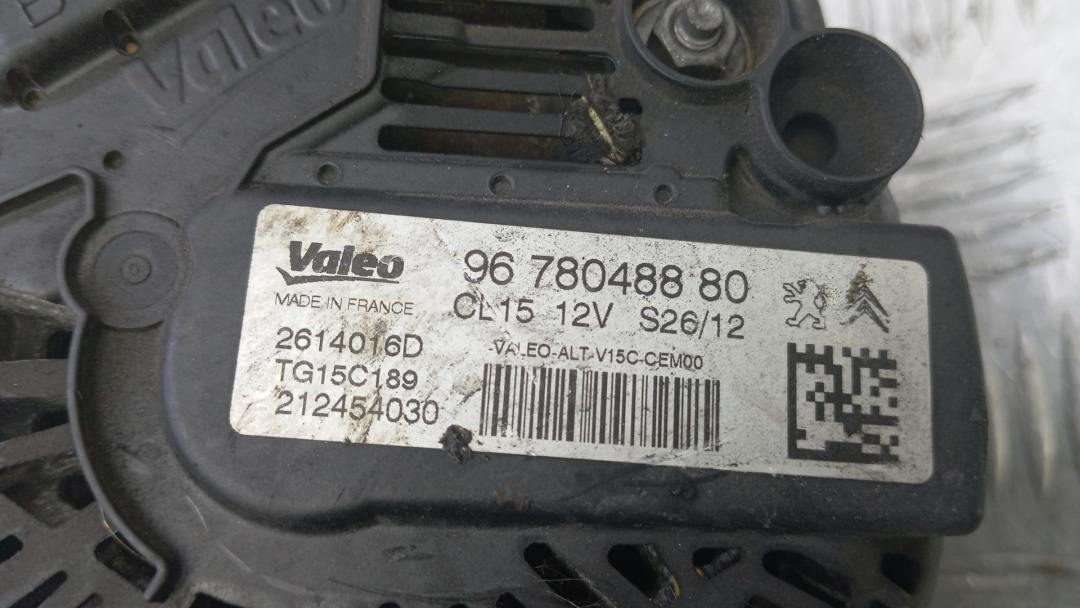 Valeo
Valeo
MADE IN FRANCE
96 780488 80
CL15 12V S26/12
2614016D
TG15C189
212454030
VALEO-ALT-V15C-CEM00